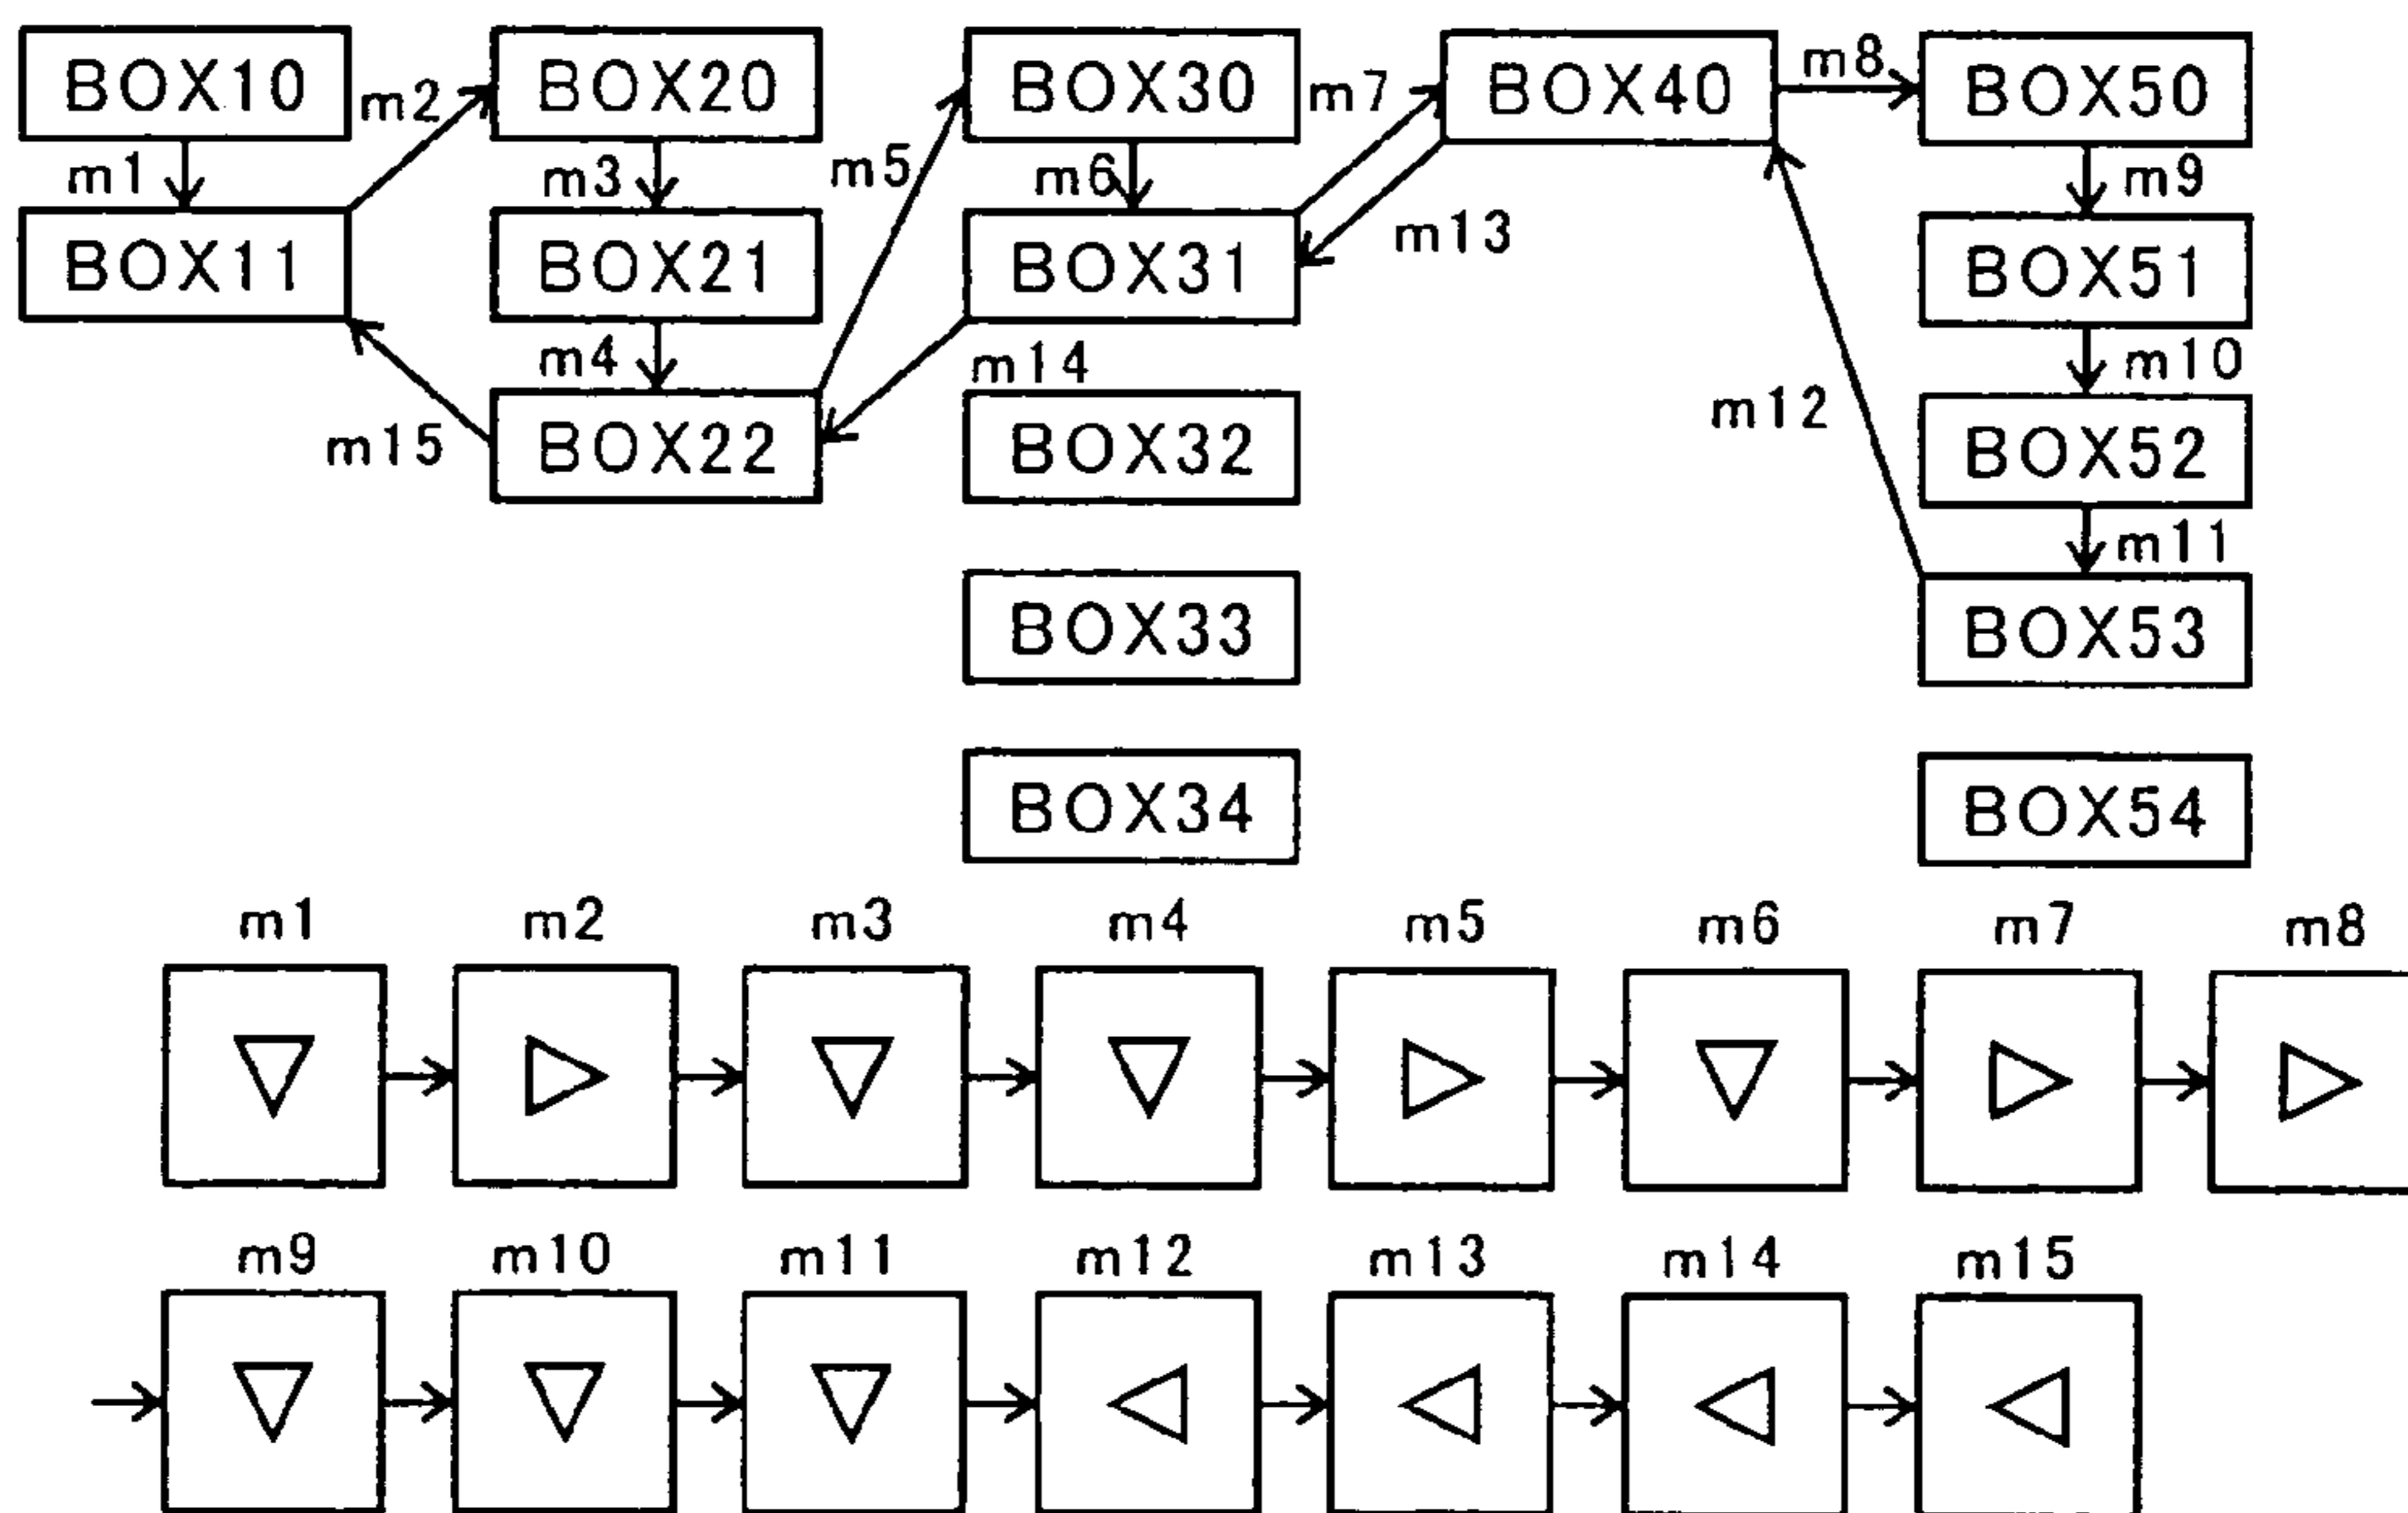 BOX10 BOX20 BOX30 BOX40 m8 BOX50
m2 m7
m1 m3 m5 m6 m9
BOX11 BOX21 BOX31 m13 BOX51
m4 m14 m10
m15 BOX22 BOX32 m12 BOX52
m11
BOX33 BOX53
BOX34 BOX54
m1 m2 m3 m4 m5 m6 m7 m8
m9 m10 m11 m12 m13 m14 m15